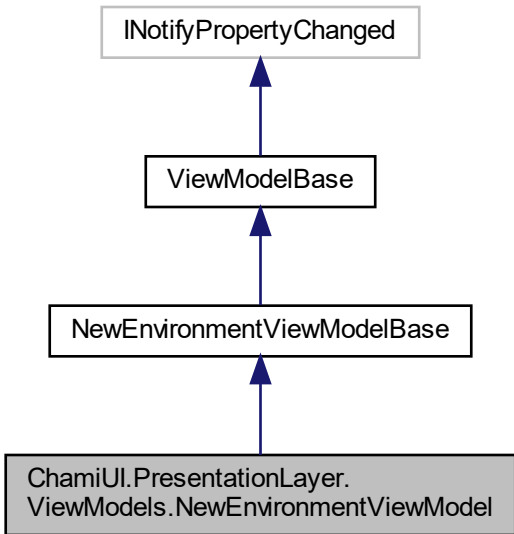 INotifyPropertyChanged
ViewModelBase
NewEnvironmentViewModelBase
ChamiUI.PresentationLayer.
ViewModels.NewEnvironmentViewModel